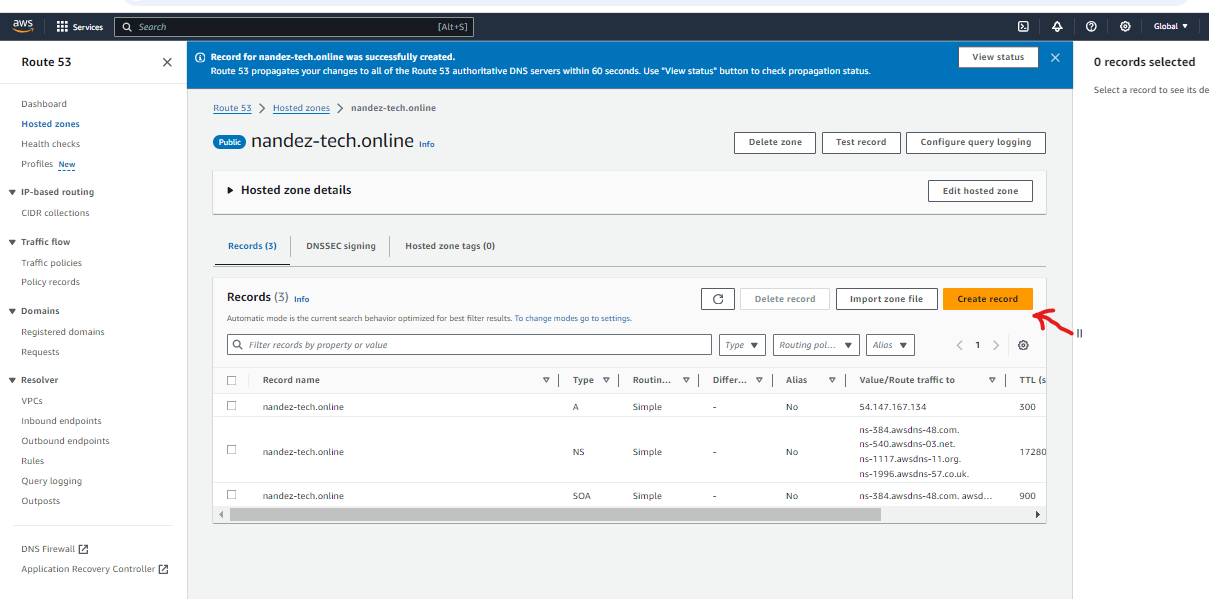 aws
Services
Search
[Alt+S]
Global
Route 53
Dashboard
Hosted zones
Health checks
Profiles New
IP-based routing
CIDR collections
Traffic flow
Traffic policies
Policy records
Domains
Registered domains
Requests
Resolver
VPCs
Inbound endpoints
Outbound endpoints
Rules
Query logging
Outposts
DNS Firewall
Application Recovery Controller
Record for nandez-tech.online was successfully created.
Route 53 propagates your changes to all of the Route 53 authoritative DNS servers within 60 seconds. Use "View status" button to check propagation status.
View status
Route 53 Hosted zones nandez-tech.online
Public nandez-tech.online Info
Delete zone Test record Configure query logging
Hosted zone details
Edit hosted zone
Records (3) DNSSEC signing Hosted zone tags (0)
Records (3) Info
Delete record Import zone file Create record
Automatic mode is the current search behavior optimized for best filter results. To change modes go to settings.
Filter records by property or value
Type Routing pol... Alias 1
Record name Type Routin... Differ... Alias Value/Route traffic to TTL (s
nandez-tech.online A Simple - No 54.147.167.134 300
nandez-tech.online NS Simple - No ns-384.awsdns-48.com. 17280
ns-540.awsdns-03.net.
ns-1117.awsdns-11.org.
ns-1996.awsdns-57.co.uk.
nandez-tech.online SOA Simple - No ns-384.awsdns-48.com. awsd... 900
0 records selected
Select a record to see its de